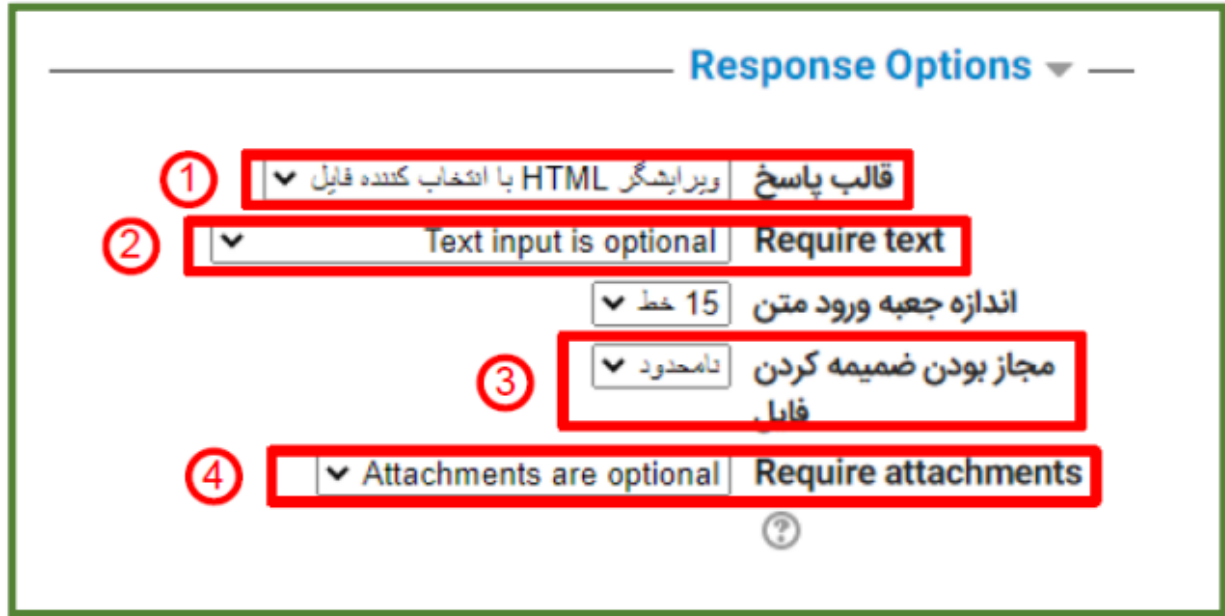 Response Options
1 قالب پاسخ ویرایشگر HTML با انتخاب کننده فایل
2 Require text Text input is optional
اندازه جعبه ورود متن 15 خط
3 مجاز بودن ضمیمه کردن نامحدود
فایل
4 Require attachments Attachments are optional
?